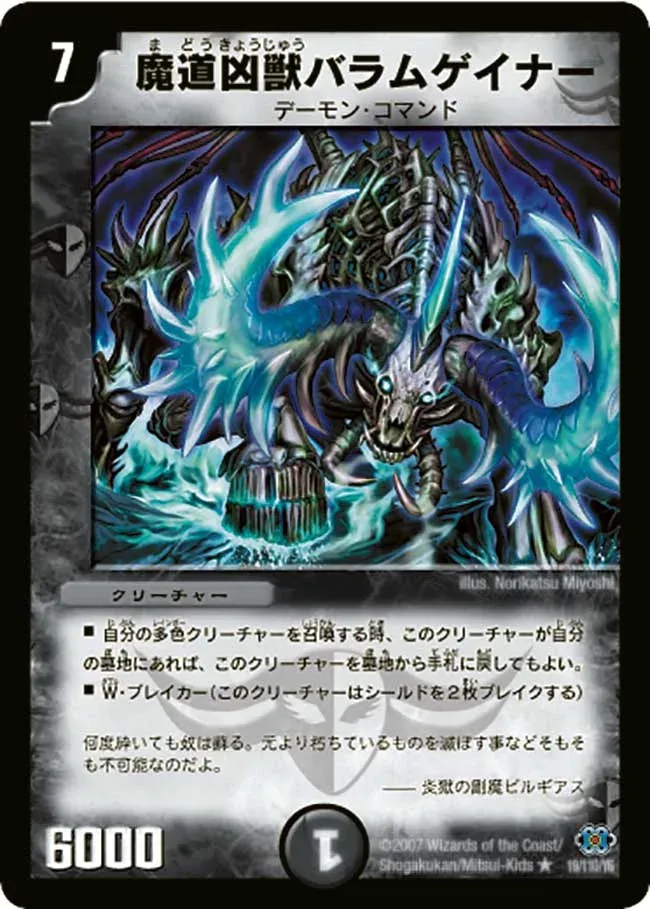 7
ま どう きょうじゅう
魔道凶獣バラムゲイナー
デーモン・コマンド
illus. Norikatsu Miyoshi
クリーチャー
■ 自分の多色クリーチャーを召喚する時、このクリーチャーが自分
の墓地にあれば、このクリーチャーを墓地から手札に戻してもよい。
■ W・ブレイカー(このクリーチャーはシールドを2枚ブレイクする)
何度砕いても奴は蘇る。元より朽ちているものを滅ぼす事などそもそ
も不可能なのだよ。
—— 炎獄の剛魔ビルギアス
6000
1
©2007 Wizards of the Coast/
Shogakukan/Mitsui-Kids ★ 19/110/Y6